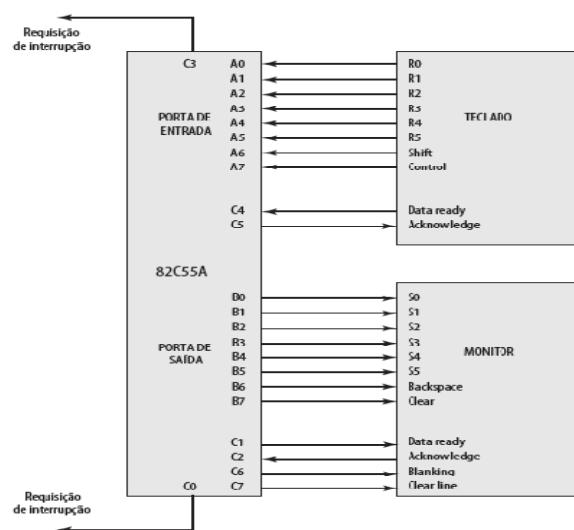 Requisição
de interrupção
C3
A0
A1
A2
A3
A4
A5
A6
A7
PORTA DE
ENTRADA
R0
R1
R2
R3
R4
R5
Shift
Control
TECLADO
C4
C5
Data ready
Acknowledge
82C55A
B0
B1
B2
B3
B4
B5
B6
B7
PORTA DE
SAÍDA
S0
S1
S2
S3
S4
S5
Backspace
Clear
MONITOR
C1
C2
C6
C7
Data ready
Acknowledge
Blanking
Clear line
C0
Requisição
de interrupção